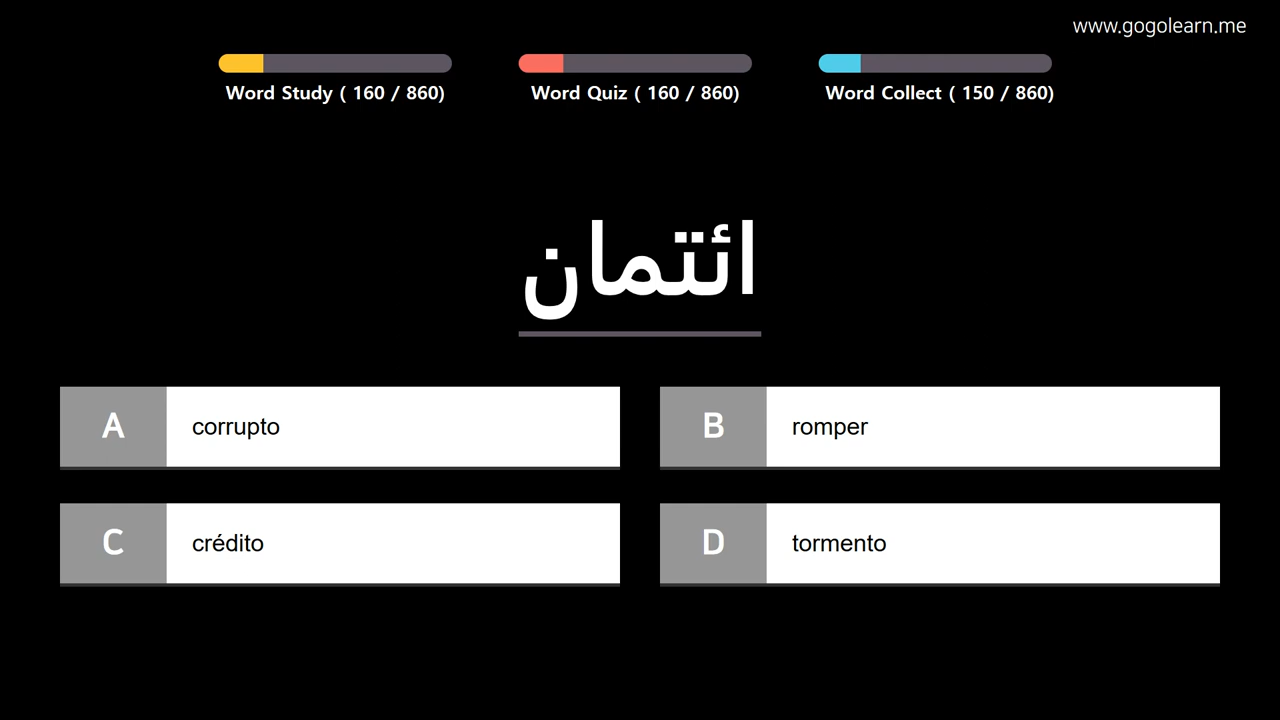 www.gogolearn.me
Word Study ( 160 / 860)
Word Quiz ( 160 / 860)
Word Collect ( 150 / 860)
ائتمان
A corrupto
B romper
C crédito
D tormento